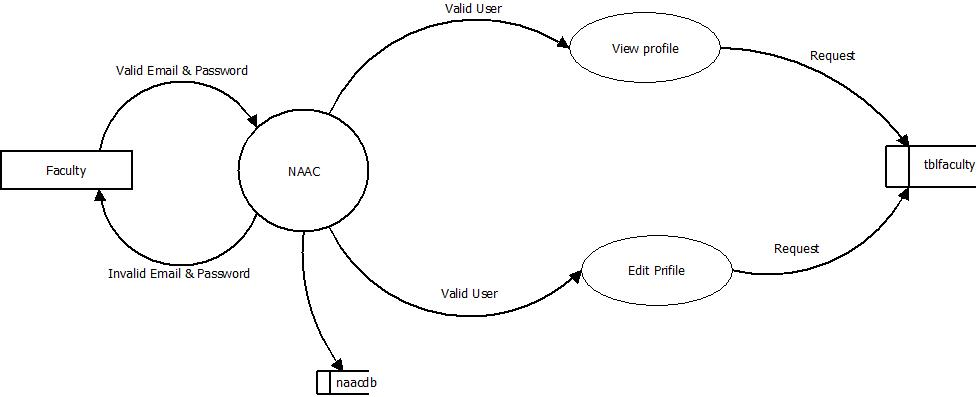 Valid User
View profile
Request
Valid Email & Password
Faculty
NAAC
tblfaculty
Invalid Email & Password
Valid User
Edit Prifile
Request
naacdb